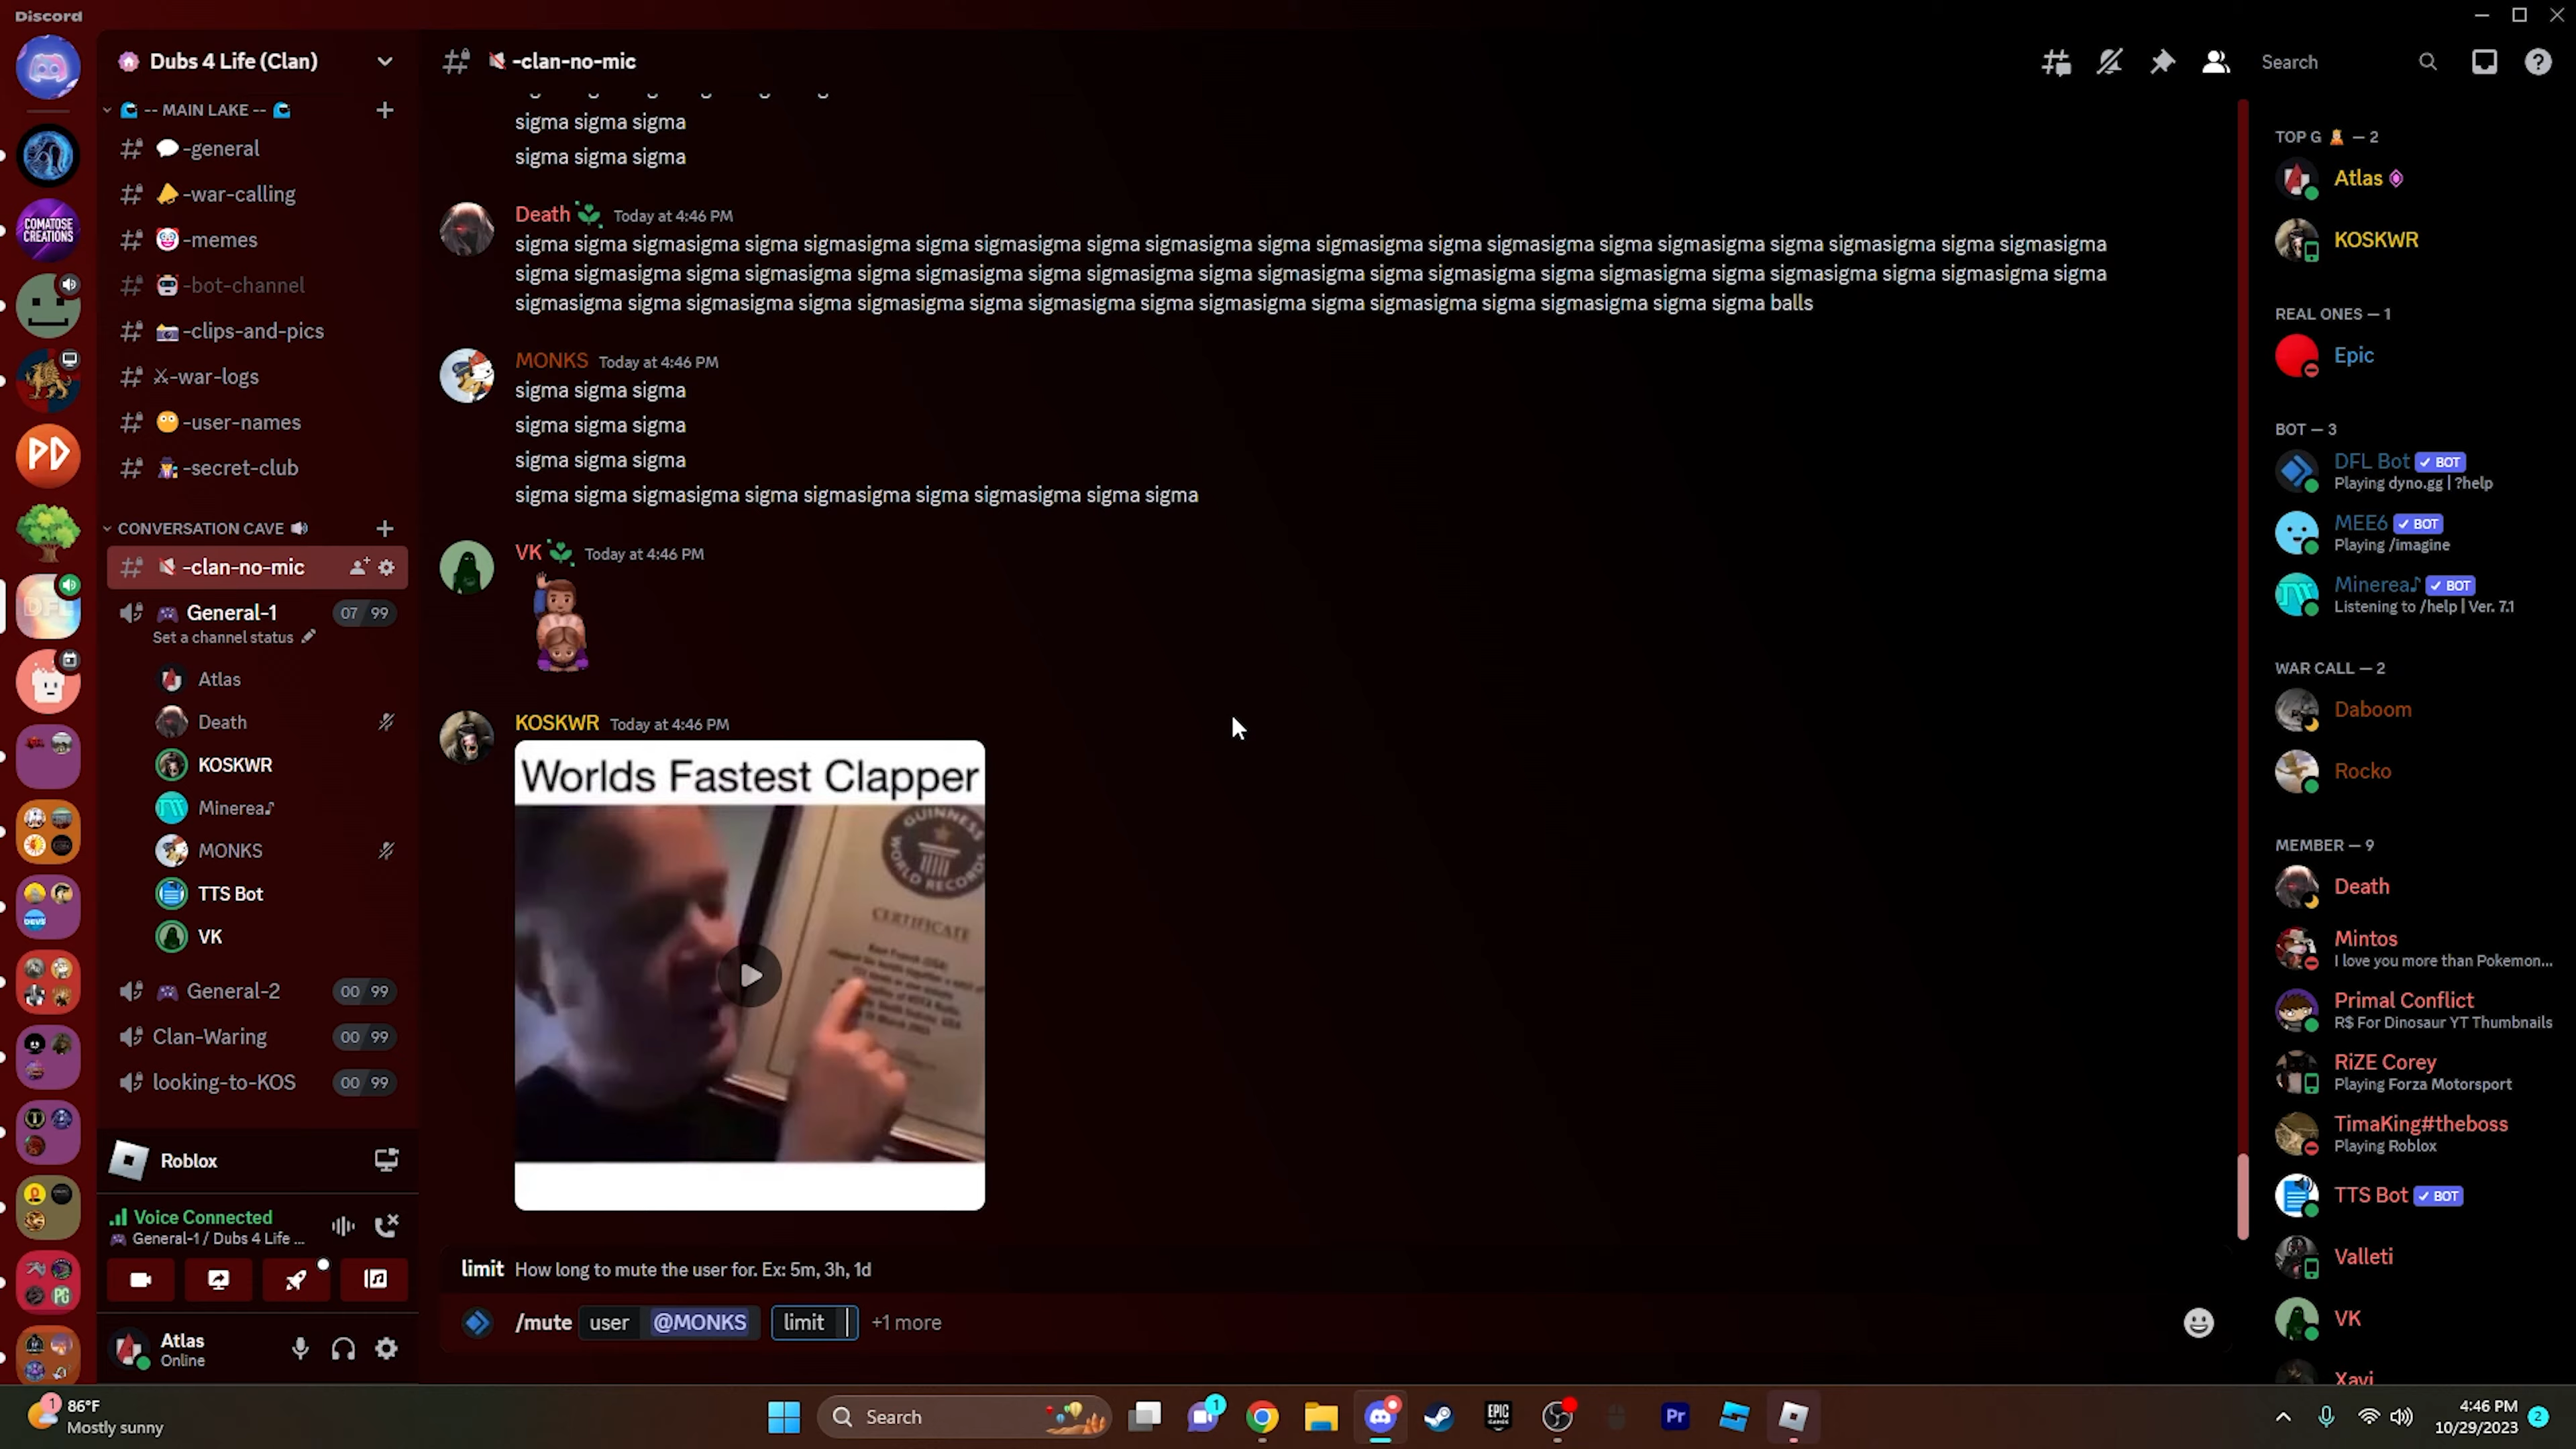 Discord
Dubs 4 Life (Clan)
-- MAIN LAKE --
-general
-war-calling
-memes
-bot-channel
-clips-and-pics
-war-logs
-user-names
-secret-club
CONVERSATION CAVE
-clan-no-mic
General-1
07 99
Set a channel status
Atlas
Death
KOSKWR
Minerea♪
MONKS
TTS Bot
VK
General-2
00 99
Clan-Waring
00 99
looking-to-KOS
00 99
Roblox
Voice Connected
General-1 / Dubs 4 Life ...
Atlas
Online
COMATOSE
CREATIONS
PD
DFL
-clan-no-mic
Search
sigma sigma sigma
sigma sigma sigma
Death Today at 4:46 PM
sigma sigma sigmasigma sigma sigmasigma sigma sigmasigma sigma sigmasigma sigma sigmasigma sigma sigmasigma sigma sigmasigma sigma sigmasigma sigma sigmasigma
sigma sigmasigma sigma sigmasigma sigma sigmasigma sigma sigmasigma sigma sigmasigma sigma sigmasigma sigma sigmasigma sigma sigmasigma sigma sigmasigma sigma
sigmasigma sigma sigmasigma sigma sigmasigma sigma sigmasigma sigma sigmasigma sigma sigmasigma sigma sigmasigma sigma sigma balls
MONKS Today at 4:46 PM
sigma sigma sigma
sigma sigma sigma
sigma sigma sigma
sigma sigma sigmasigma sigma sigmasigma sigma sigmasigma sigma sigma
VK Today at 4:46 PM
KOSKWR Today at 4:46 PM
Worlds Fastest Clapper
GUINNESS
WORLD RECORDS
CERTIFICATE
limit How long to mute the user for. Ex: 5m, 3h, 1d
/mute user @MONKS limit +1 more
TOP G — 2
Atlas
KOSKWR
REAL ONES — 1
Epic
BOT — 3
DFL Bot BOT
Playing dyno.gg | ?help
MEE6 BOT
Playing /imagine
Minerea♪ BOT
Listening to /help | Ver. 7.1
WAR CALL — 2
Daboom
Rocko
MEMBER — 9
Death
Mintos
I love you more than Pokemon...
Primal Conflict
R$ For Dinosaur YT Thumbnails
RiZE Corey
Playing Forza Motorsport
TimaKing#theboss
Playing Roblox
TTS Bot BOT
Valleti
VK
Xavi
1
86°F
Mostly sunny
Search
1
EPIC
GAMES
Pr
4:46 PM
10/29/2023
2